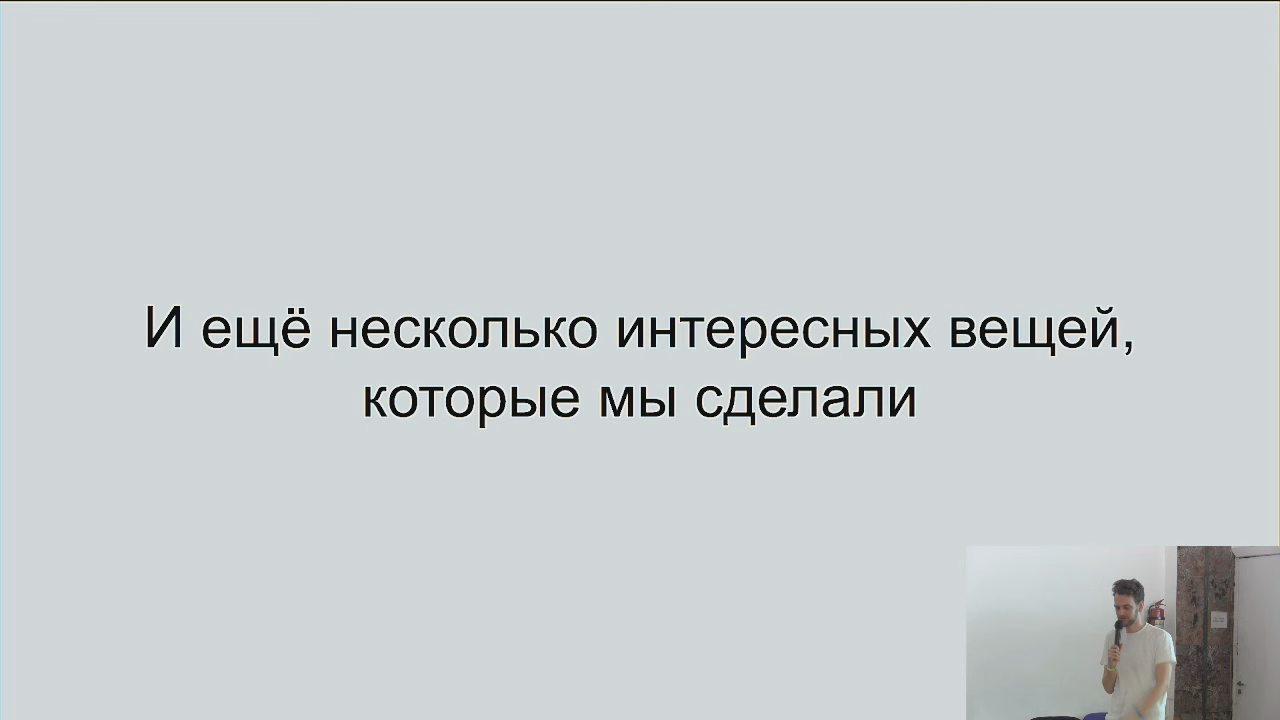 И ещё несколько интересных вещей,
которые мы сделали